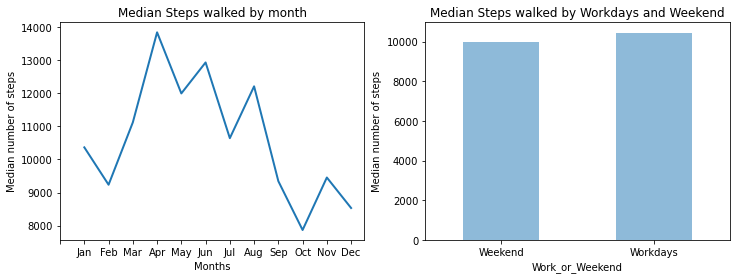 Median Steps walked by month
Median number of steps
14000
13000
12000
11000
10000
9000
8000
Jan Feb Mar Apr May Jun Jul Aug Sep Oct Nov Dec
Months
Median Steps walked by Workdays and Weekend
Median number of steps
10000
8000
6000
4000
2000
0
Weekend Workdays
Work_or_Weekend